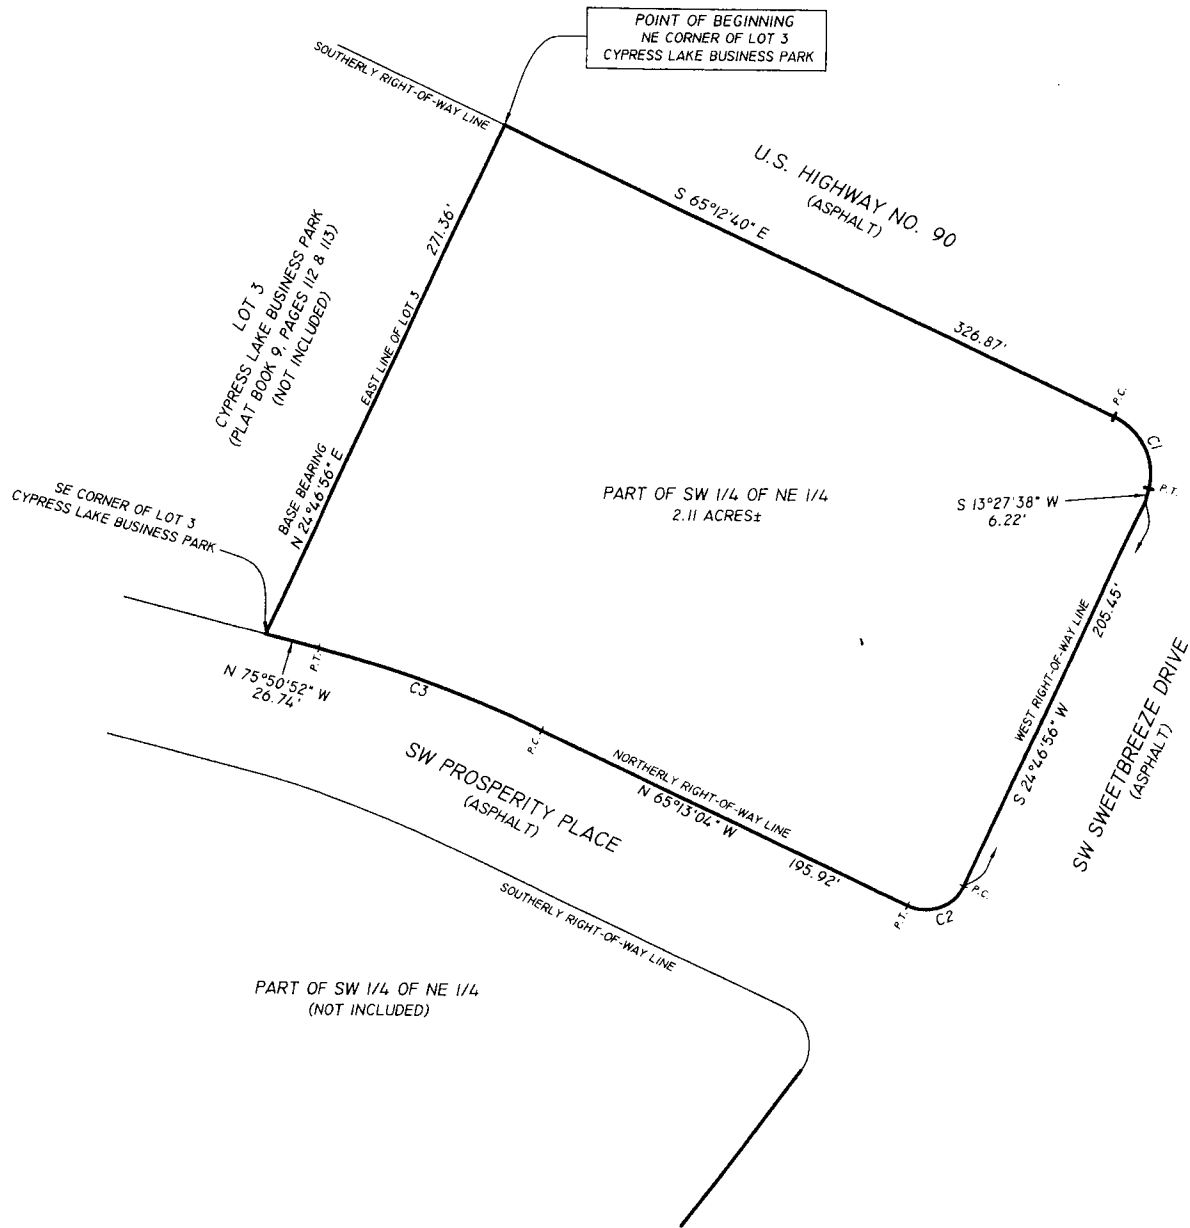 POINT OF BEGINNING
NE CORNER OF LOT 3
CYPRESS LAKE BUSINESS PARK
SOUTHERLY RIGHT-OF-WAY LINE
U.S. HIGHWAY NO. 90
(ASPHALT)
S 65°12'40" E
326.87'
271.36'
EAST LINE OF LOT 3
BASE BEARING
N 24°46'56" E
LOT 3
CYPRESS LAKE BUSINESS PARK
(PLAT BOOK 9, PAGES 112 & 113)
(NOT INCLUDED)
P.C.
C1
P.T.
S 13°27'38" W
6.22'
PART OF SW 1/4 OF NE 1/4
2.11 ACRES±
SE CORNER OF LOT 3
CYPRESS LAKE BUSINESS PARK
205.45'
WEST RIGHT-OF-WAY LINE
S 24°46'56" W
SW SWEETBREEZE DRIVE
(ASPHALT)
N 75°50'52" W
26.74'
P.T.
C3
P.C.
NORTHERLY RIGHT-OF-WAY LINE
N 65°13'04" W
195.92'
SW PROSPERITY PLACE
(ASPHALT)
P.T.
C2
P.C.
SOUTHERLY RIGHT-OF-WAY LINE
PART OF SW 1/4 OF NE 1/4
(NOT INCLUDED)